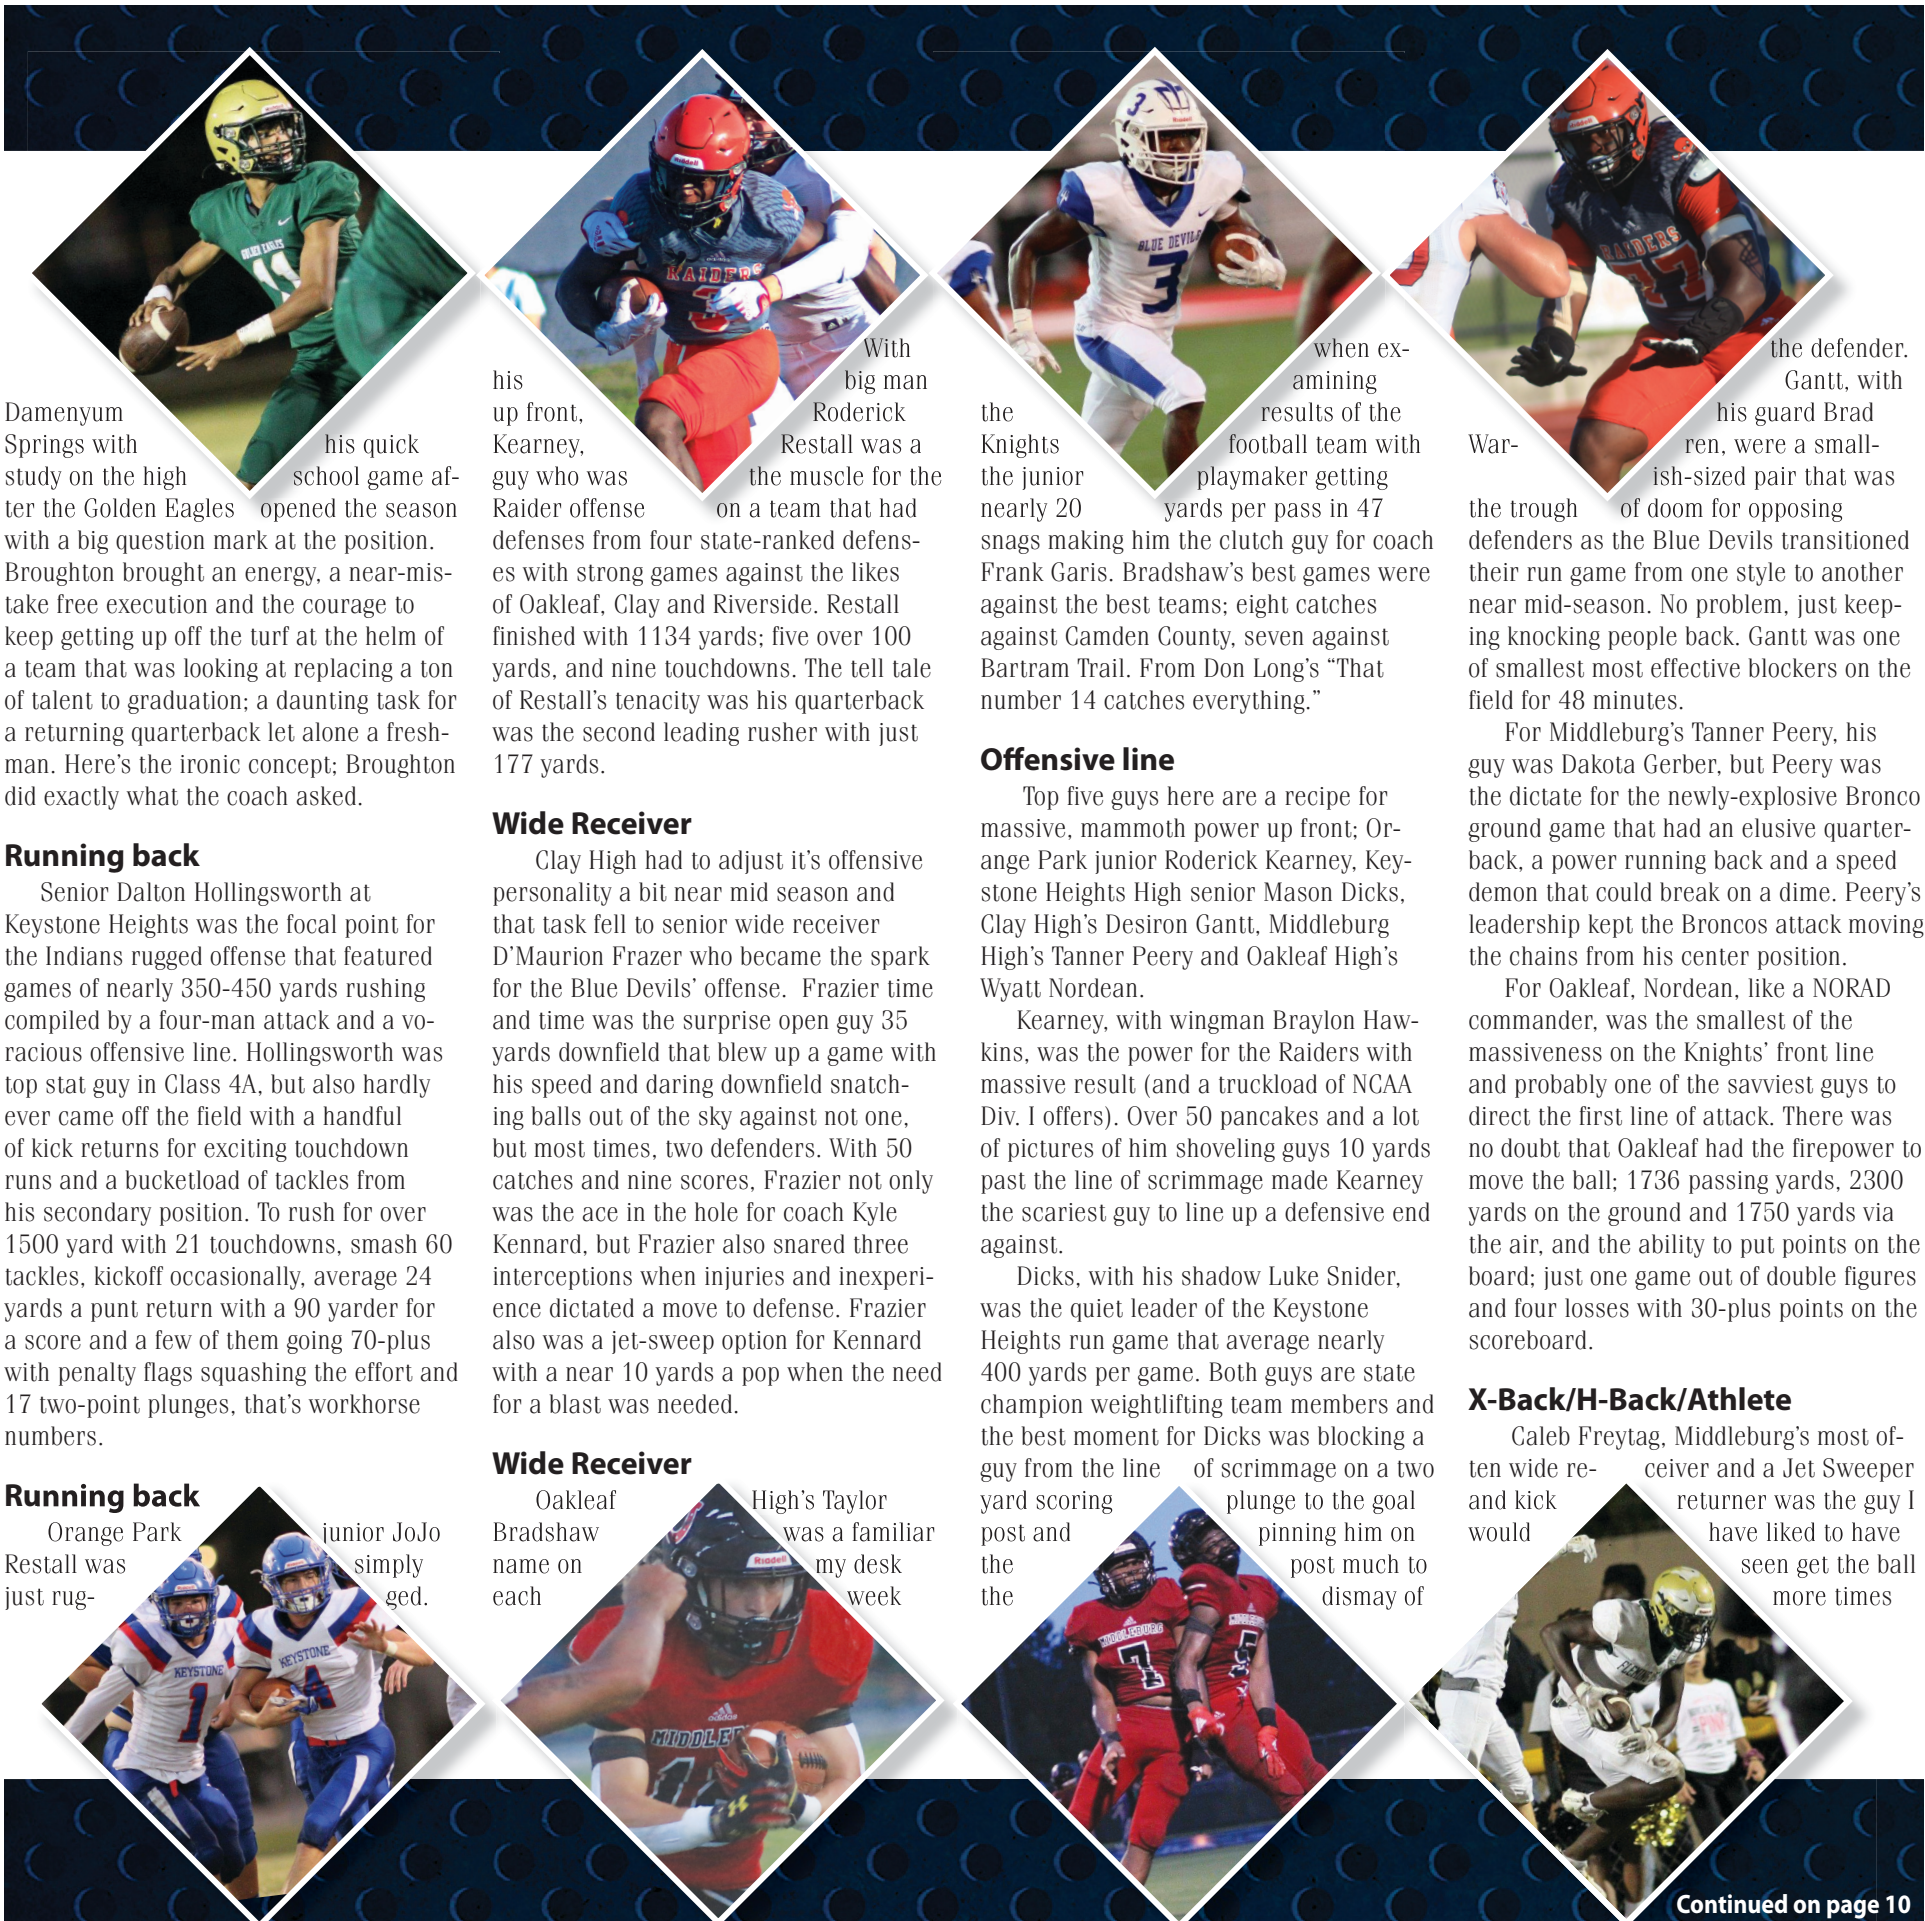 Damenyum
Springs with his quick
study on the high school game af-
ter the Golden Eagles opened the season
with a big question mark at the position.
Broughton brought an energy, a near-mis-
take free execution and the courage to
keep getting up off the turf at the helm of
a team that was looking at replacing a ton
of talent to graduation; a daunting task for
a returning quarterback let alone a fresh-
man. Here's the ironic concept; Broughton
did exactly what the coach asked.
Running back
Senior Dalton Hollingsworth at
Keystone Heights was the focal point for
the Indians rugged offense that featured
games of nearly 350-450 yards rushing
compiled by a four-man attack and a vo-
racious offensive line. Hollingsworth was
top stat guy in Class 4A, but also hardly
ever came off the field with a handful
of kick returns for exciting touchdown
runs and a bucketload of tackles from
his secondary position. To rush for over
1500 yard with 21 touchdowns, smash 60
tackles, kickoff occasionally, average 24
yards a punt return with a 90 yarder for
a score and a few of them going 70-plus
with penalty flags squashing the effort and
17 two-point plunges, that's workhorse
numbers.
Running back
Orange Park junior JoJo
Restall was simply
just rug- ged.
With
his big man
up front, Roderick
Kearney, Restall was a
guy who was the muscle for the
Raider offense on a team that had
defenses from four state-ranked defens-
es with strong games against the likes
of Oakleaf, Clay and Riverside. Restall
finished with 1134 yards; five over 100
yards, and nine touchdowns. The tell tale
of Restall's tenacity was his quarterback
was the second leading rusher with just
177 yards.
Wide Receiver
Clay High had to adjust it's offensive
personality a bit near mid season and
that task fell to senior wide receiver
D'Maurion Frazer who became the spark
for the Blue Devils' offense. Frazier time
and time was the surprise open guy 35
yards downfield that blew up a game with
his speed and daring downfield snatch-
ing balls out of the sky against not one,
but most times, two defenders. With 50
catches and nine scores, Frazier not only
was the ace in the hole for coach Kyle
Kennard, but Frazier also snared three
interceptions when injuries and inexperi-
ence dictated a move to defense. Frazier
also was a jet-sweep option for Kennard
with a near 10 yards a pop when the need
for a blast was needed.
Wide Receiver
Oakleaf High's Taylor
Bradshaw was a familiar
name on my desk
each week
when ex-
amining
the results of the
Knights football team with
the junior playmaker getting
nearly 20 yards per pass in 47
snags making him the clutch guy for coach
Frank Garis. Bradshaw's best games were
against the best teams; eight catches
against Camden County, seven against
Bartram Trail. From Don Long's “That
number 14 catches everything.”
Offensive line
Top five guys here are a recipe for
massive, mammoth power up front; Or-
ange Park junior Roderick Kearney, Key-
stone Heights High senior Mason Dicks,
Clay High's Desiron Gantt, Middleburg
High's Tanner Peery and Oakleaf High's
Wyatt Nordean.
Kearney, with wingman Braylon Haw-
kins, was the power for the Raiders with
massive result (and a truckload of NCAA
Div. I offers). Over 50 pancakes and a lot
of pictures of him shoveling guys 10 yards
past the line of scrimmage made Kearney
the scariest guy to line up a defensive end
against.
Dicks, with his shadow Luke Snider,
was the quiet leader of the Keystone
Heights run game that average nearly
400 yards per game. Both guys are state
champion weightlifting team members and
the best moment for Dicks was blocking a
guy from the line of scrimmage on a two
yard scoring plunge to the goal
post and pinning him on
the post much to
the dismay of
the defender.
Gantt, with
his guard Brad
War- ren, were a small-
ish-sized pair that was
the trough of doom for opposing
defenders as the Blue Devils transitioned
their run game from one style to another
near mid-season. No problem, just keep-
ing knocking people back. Gantt was one
of smallest most effective blockers on the
field for 48 minutes.
For Middleburg's Tanner Peery, his
guy was Dakota Gerber, but Peery was
the dictate for the newly-explosive Bronco
ground game that had an elusive quarter-
back, a power running back and a speed
demon that could break on a dime. Peery's
leadership kept the Broncos attack moving
the chains from his center position.
For Oakleaf, Nordean, like a NORAD
commander, was the smallest of the
massiveness on the Knights' front line
and probably one of the savviest guys to
direct the first line of attack. There was
no doubt that Oakleaf had the firepower to
move the ball; 1736 passing yards, 2300
yards on the ground and 1750 yards via
the air, and the ability to put points on the
board; just one game out of double figures
and four losses with 30-plus points on the
scoreboard.
X-Back/H-Back/Athlete
Caleb Freytag, Middleburg's most of-
ten wide re- ceiver and a Jet Sweeper
and kick returner was the guy I
would have liked to have
seen get the ball
more times
Continued on page 10
GOLDEN EAGLES
11
Riddell
RAIDERS
3
3
Riddell
BLUE DEVILS
3
RAIDERS
77
KEYSTONE
1
KEYSTONE
4
Riddell
adidas
MIDDLEB
MIDDLEBURG
7
5